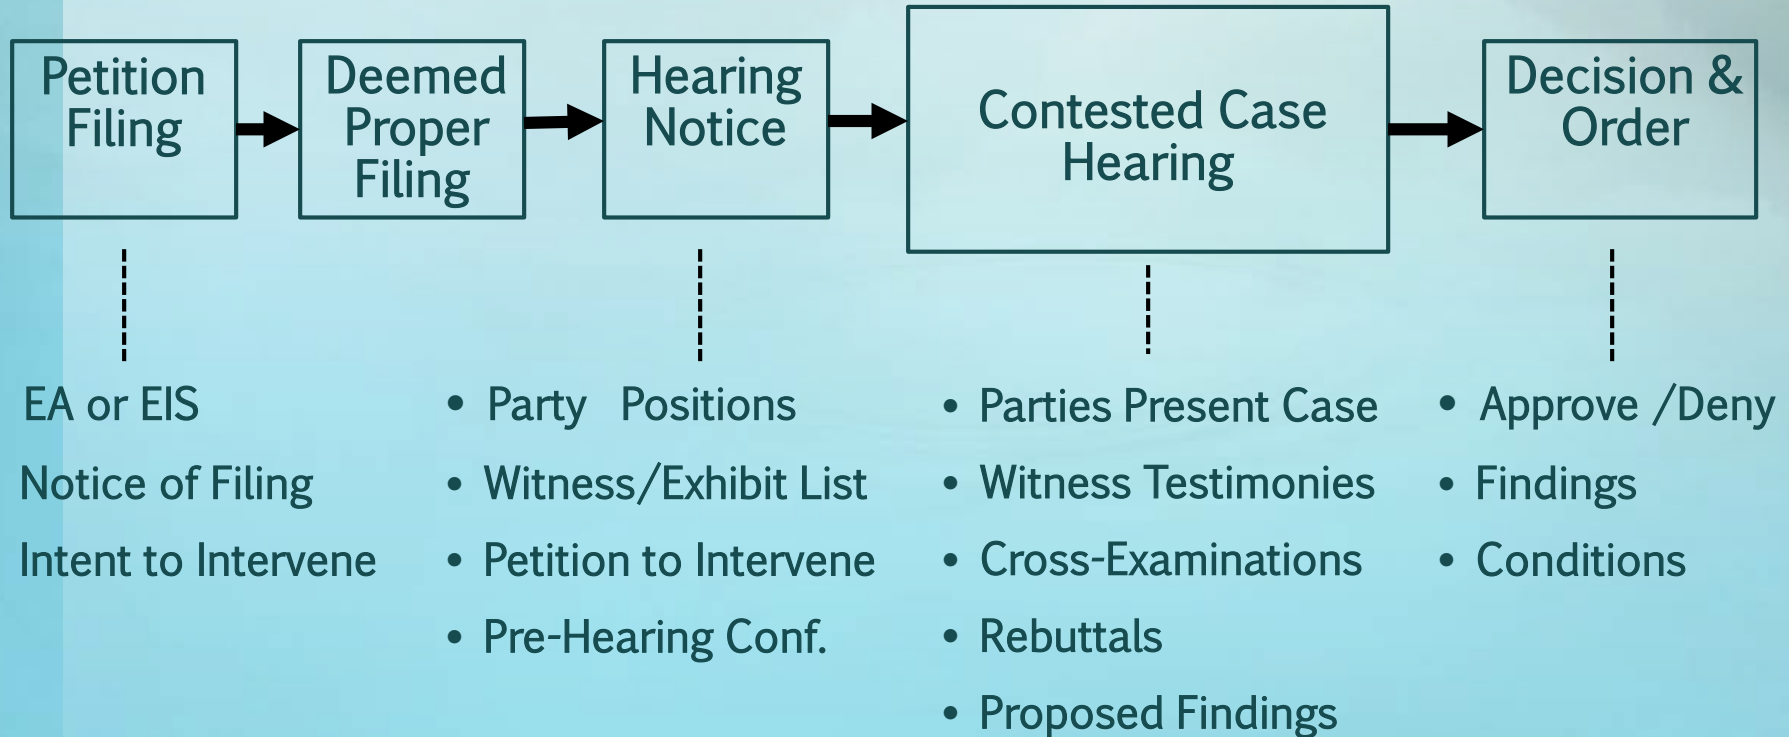 Petition
Filing
Deemed
Proper
Filing
Hearing
Notice
Contested Case
Hearing
Decision &
Order
EA or EIS
Notice of Filing
Intent to Intervene
• Party Positions
• Witness/Exhibit List
• Petition to Intervene
• Pre-Hearing Conf.
• Parties Present Case
• Witness Testimonies
• Cross-Examinations
• Rebuttals
• Proposed Findings
• Approve /Deny
• Findings
• Conditions